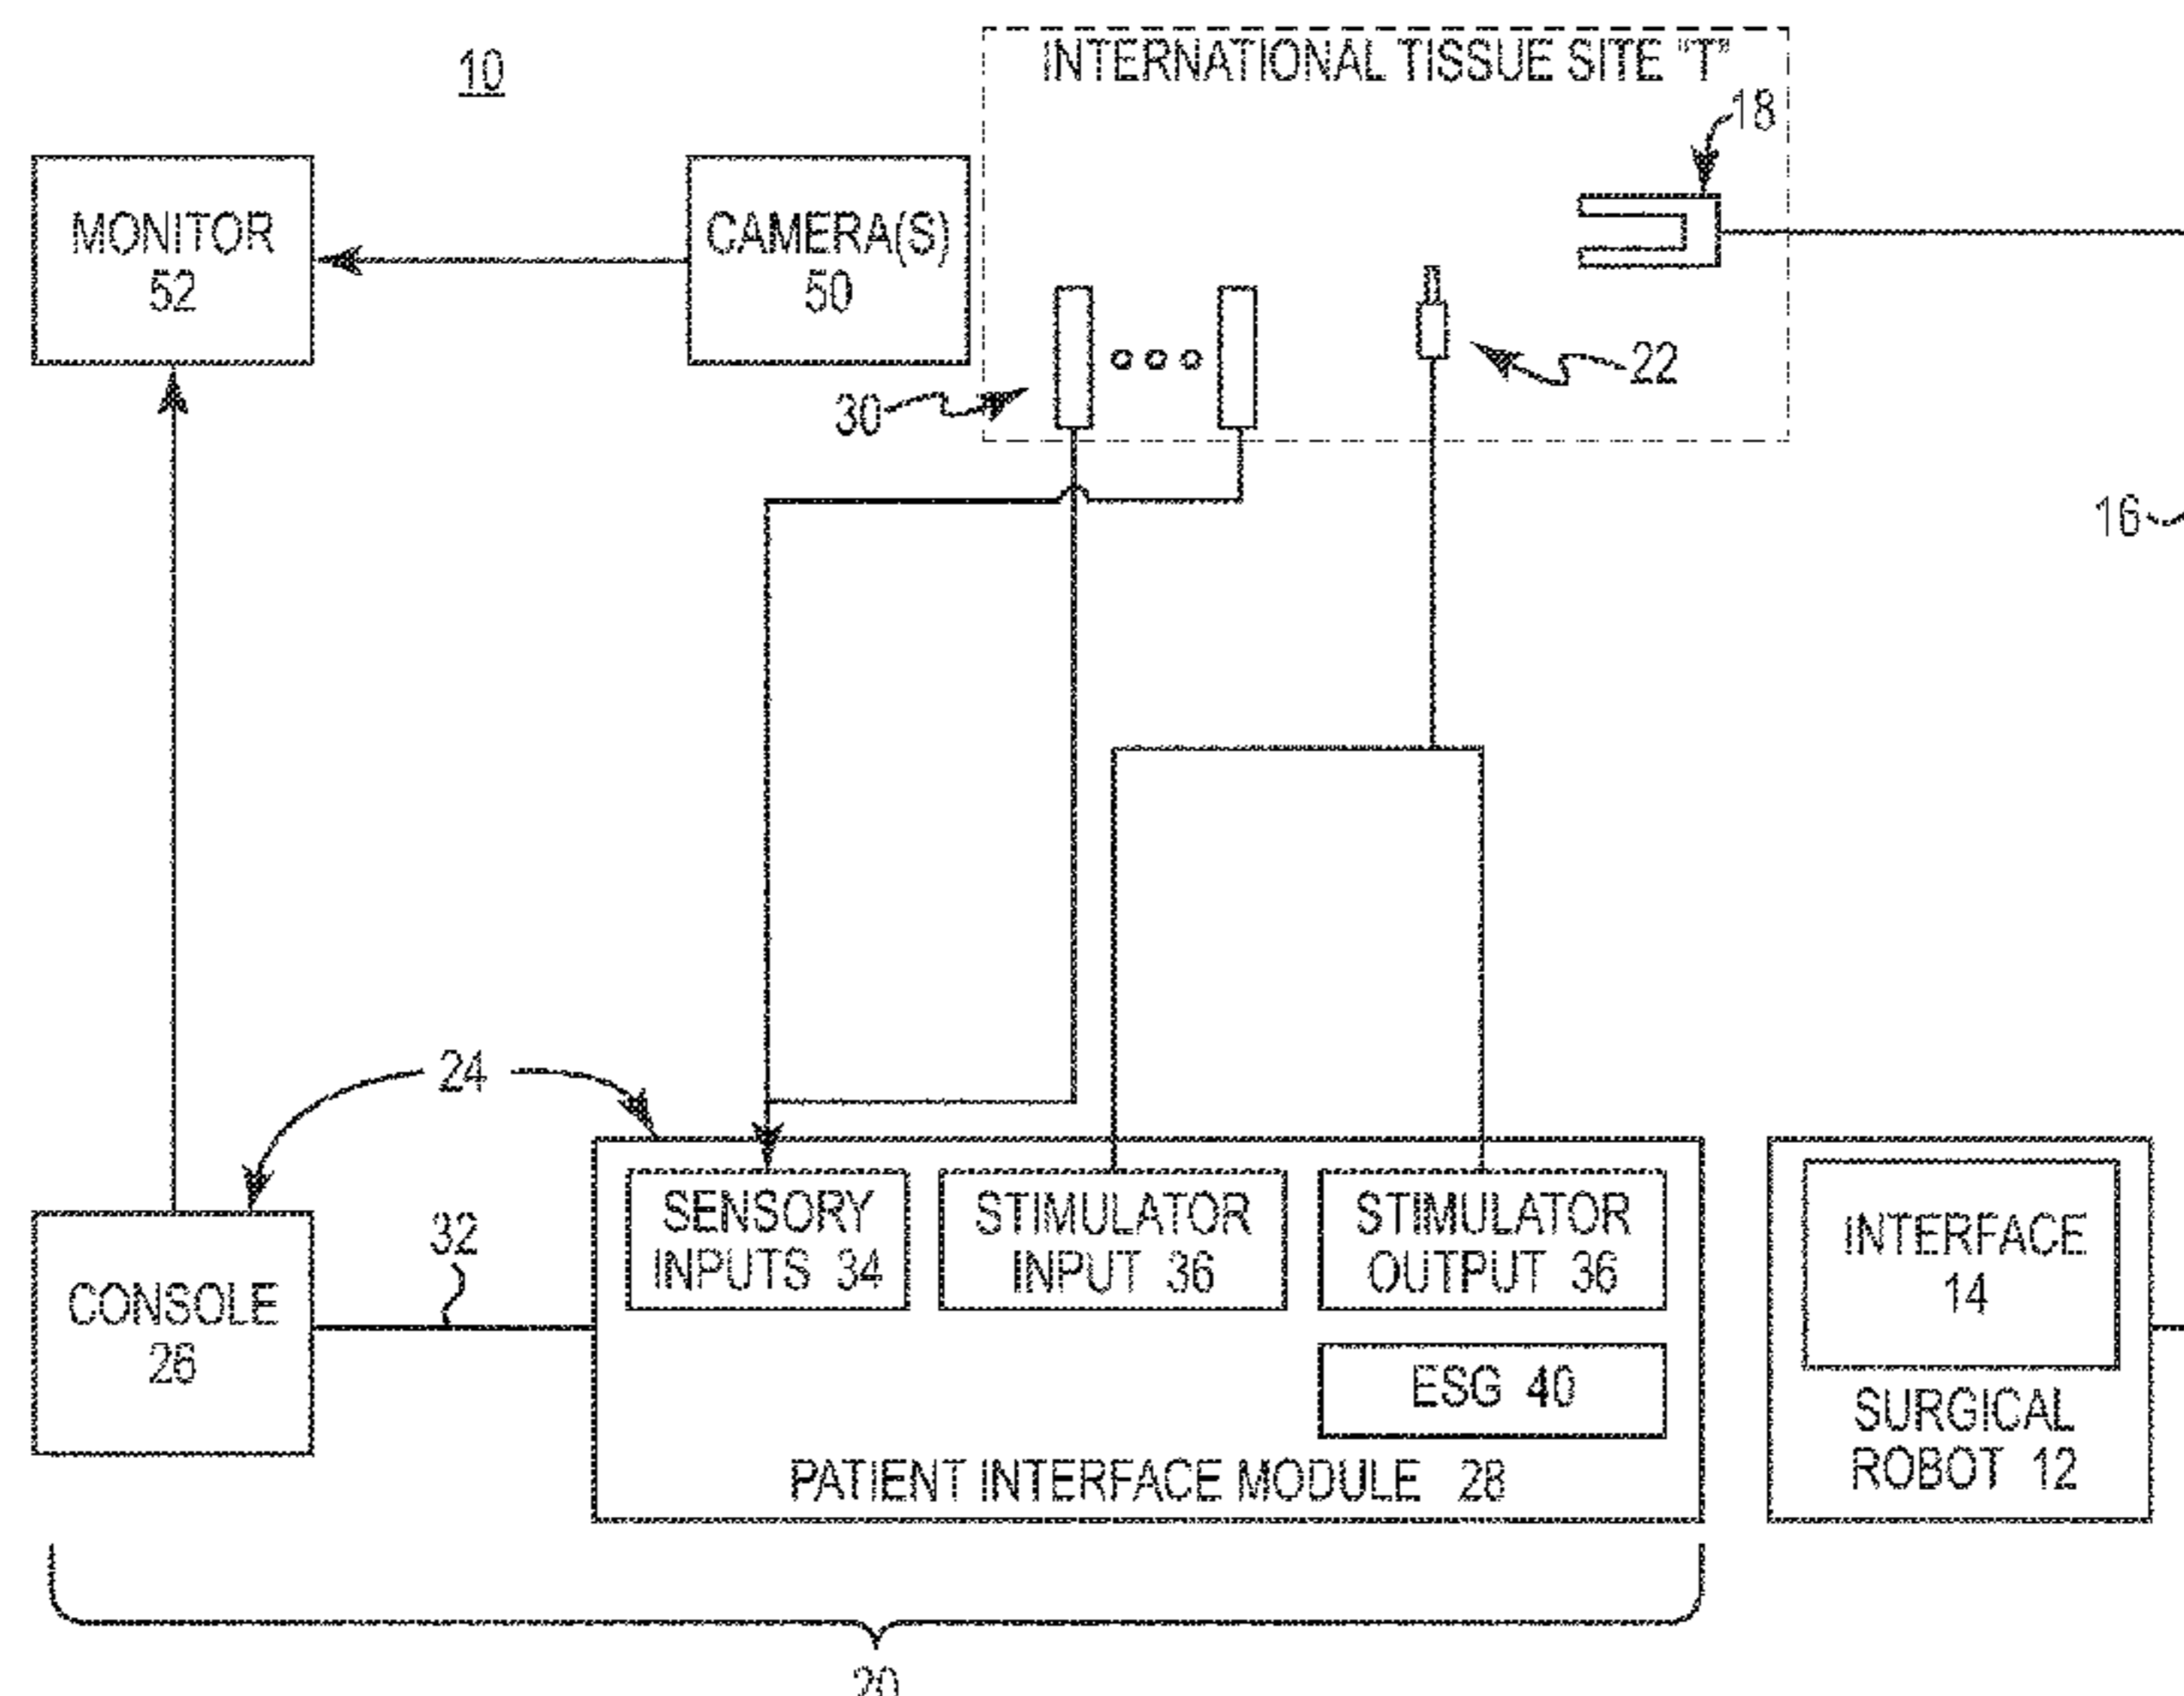 10
INTERNATIONAL TISSUE SITE "T"
18
MONITOR
52
CAMERA(S)
50
22
30
16
24
32
SENSORY
INPUTS 34
STIMULATOR
INPUT 36
STIMULATOR
OUTPUT 36
INTERFACE
14
CONSOLE
26
ESG 40
SURGICAL
ROBOT 12
PATIENT INTERFACE MODULE 28
20